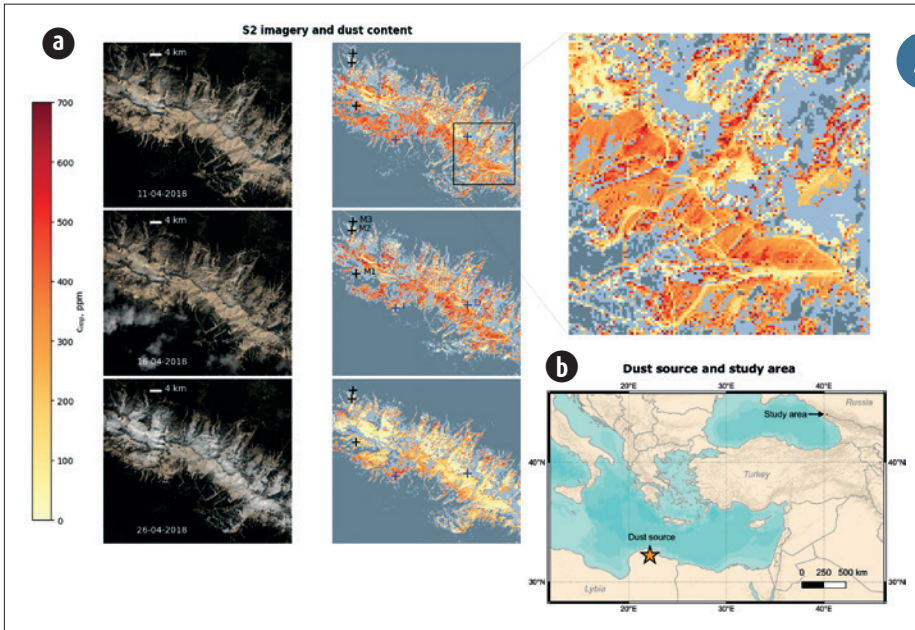 a
S2 imagery and dust content
4 km
11-04-2018
700
600
500
400
300
200
100
0
ppm
M3
M2
M1
D
16-04-2018
4 km
26-04-2018
b
Dust source and study area
20°E
30°E
40°E
Russia
Study area
40°N
40°N
Turkey
Dust source
0 250 500 km
30°N
30°N
Lybia
20°E
30°E
40°E